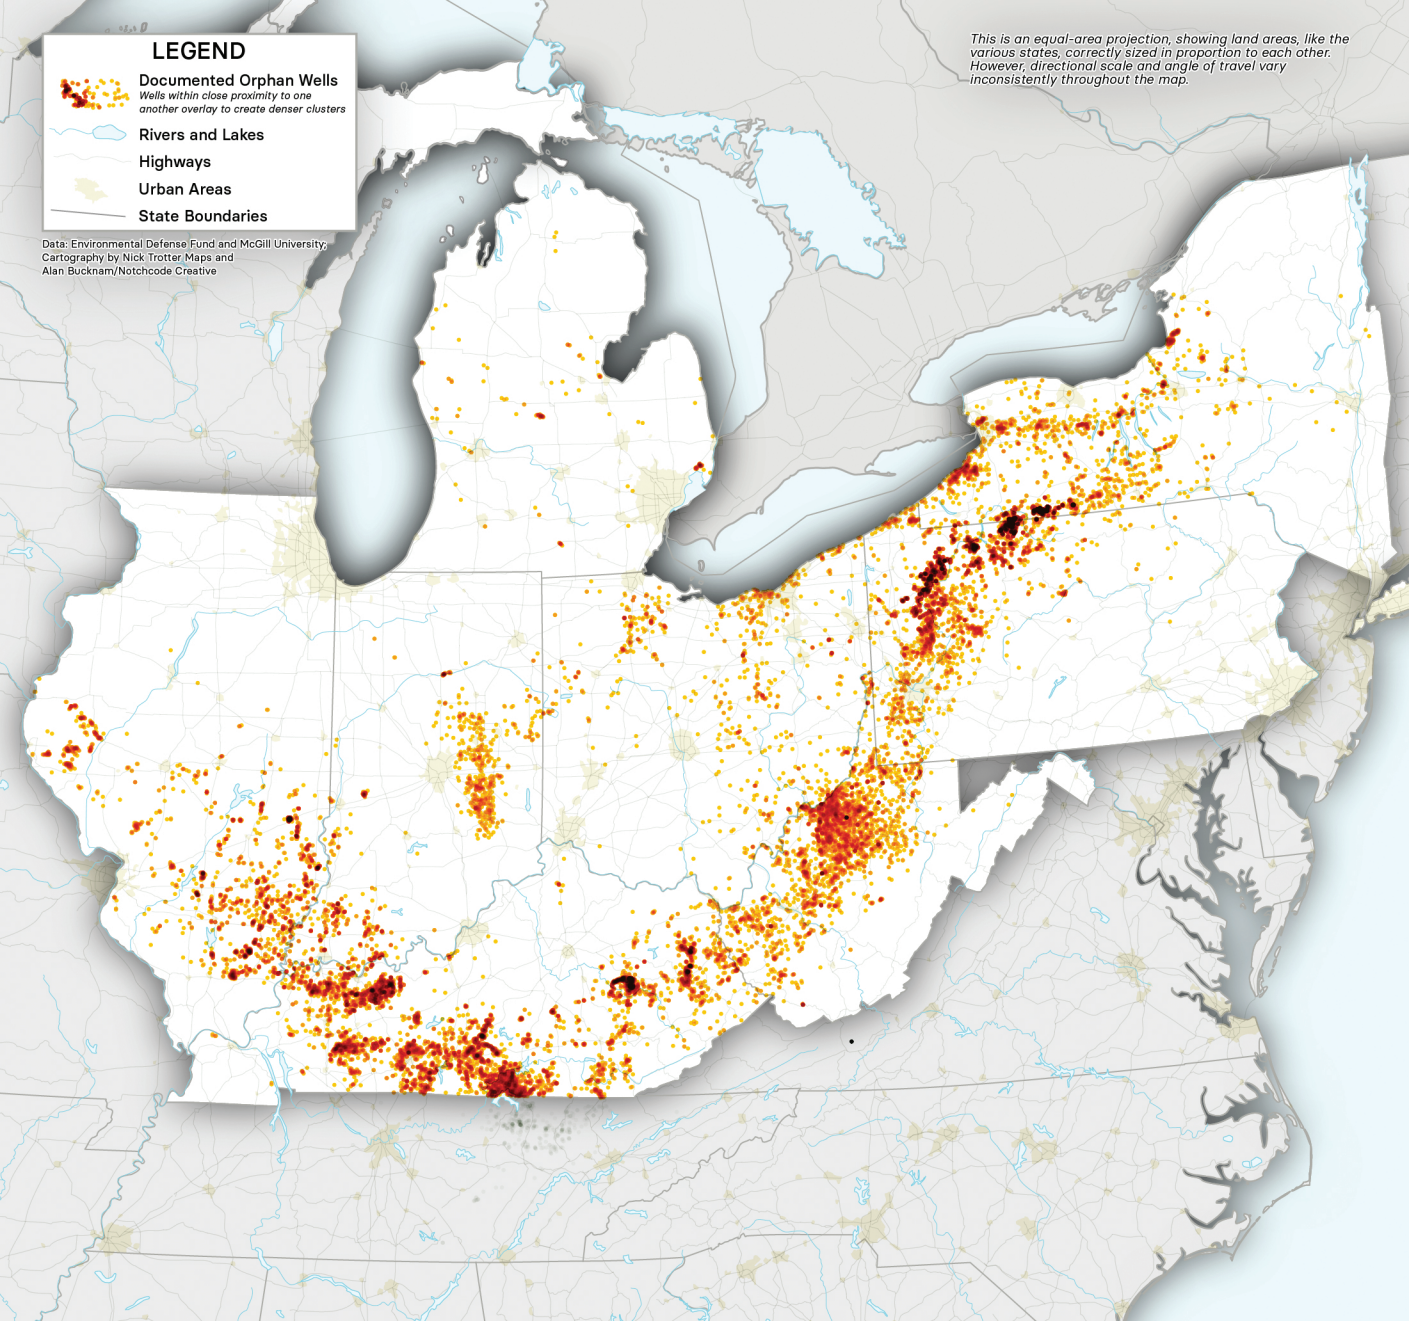 LEGEND
Documented Orphan Wells
Wells within close proximity to one
another overlay to create denser clusters
Rivers and Lakes
Highways
Urban Areas
State Boundaries
Data: Environmental Defense Fund and McGill University;
Cartography by Nick Trotter Maps and
Alan Bucknam/Notchcode Creative
This is an equal-area projection, showing land areas, like the
various states, correctly sized in proportion to each other.
However, directional scale and angle of travel vary
inconsistently throughout the map.